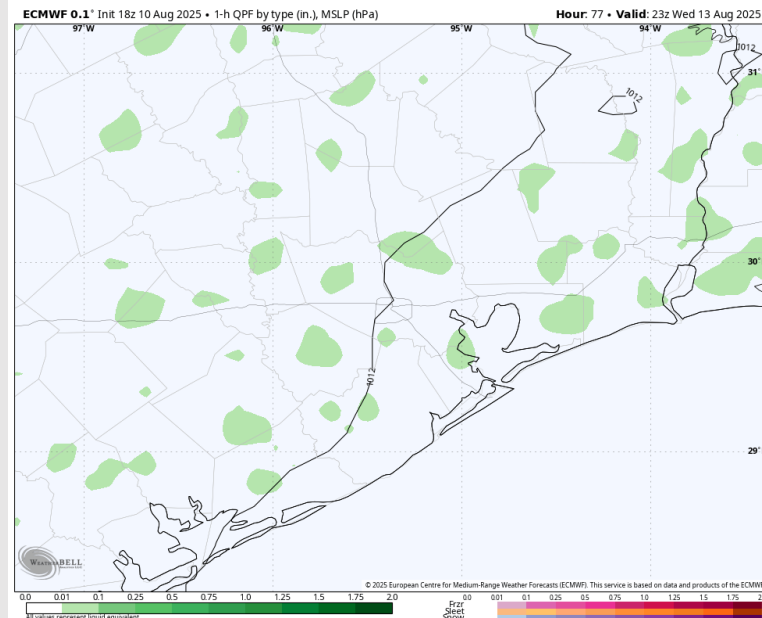 ECMWF 0.1° Init 18z 10 Aug 2025 • 1-h QPF by type (in.), MSLP (hPa) Hour: 77 • Valid: 23z Wed 13 Aug 2025
97°W 96°W 95°W 94°W
1012
31°
1012
30°
1012
29°
WEATHERBELL
© 2025 European Centre for Medium-Range Weather Forecasts (ECMWF). This service is based on data and products of the ECMWF
0.0 0.01 0.1 0.25 0.5 0.75 1.0 1.25 1.5 1.75 2.0 0.0 0.01 0.1 0.25 0.5 0.75 1.0 1.25 1.5 1.75
Frzr
Sleet
Snow
All values represent liquid equivalent